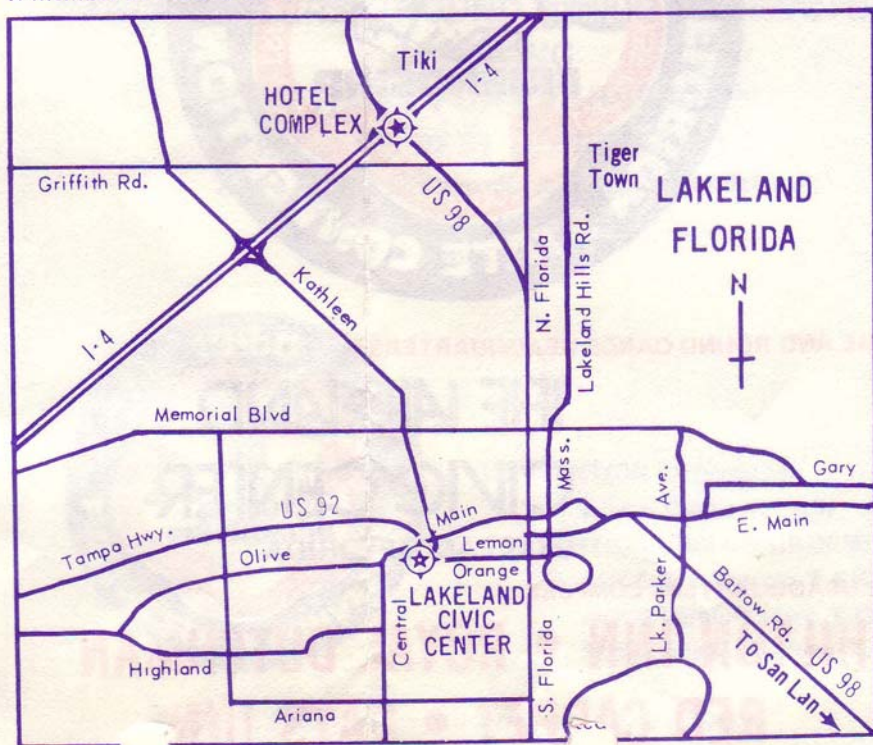 Tiki
I-4
HOTEL
COMPLEX
Griffith Rd.
US 98
Tiger
Town
LAKELAND
FLORIDA
N
N. Florida
Lakeland Hills Rd.
Kathleen
I-4
Memorial Blvd
Mass.
Ave.
Gary
US 92
Main
E. Main
Tampa Hwy.
Olive
Lemon
Orange
Bartow Rd.
US 98
Lk. Parker
To San Lan
Central
LAKELAND
CIVIC
CENTER
S. Florida
Highland
Ariana